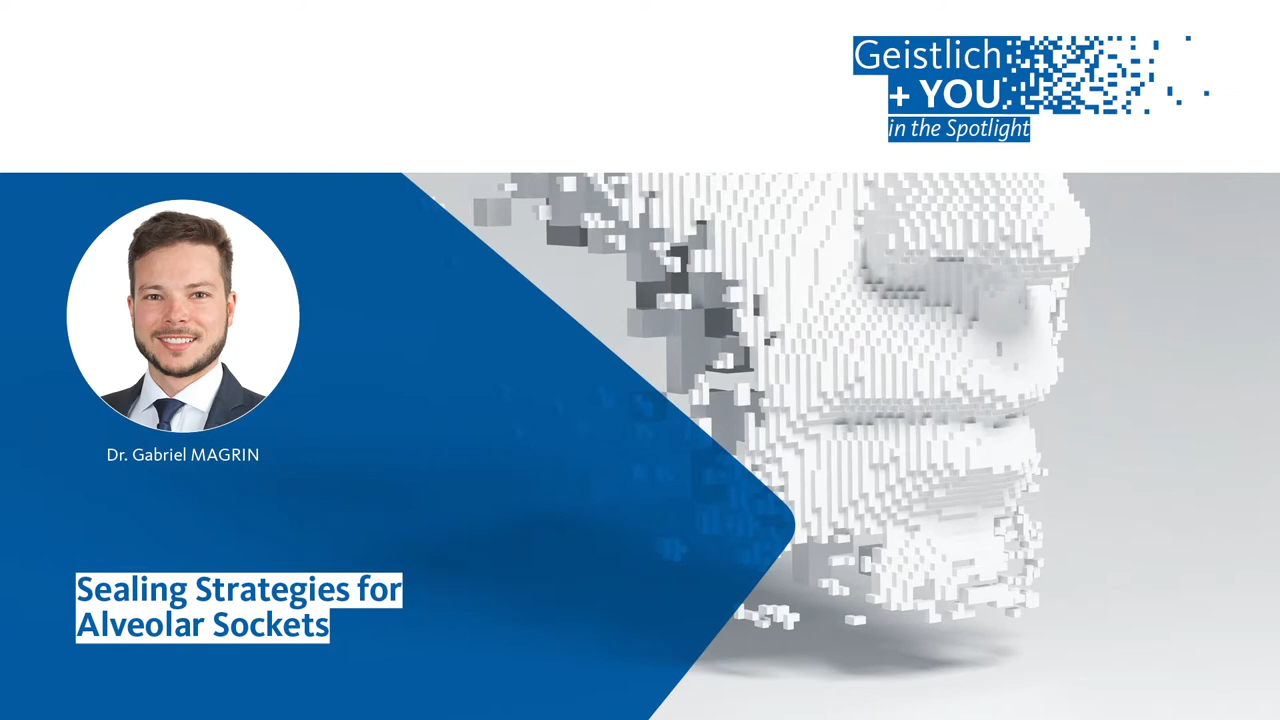 Geistlich
+ YOU
in the Spotlight
Dr. Gabriel MAGRIN
Sealing Strategies for
Alveolar Sockets